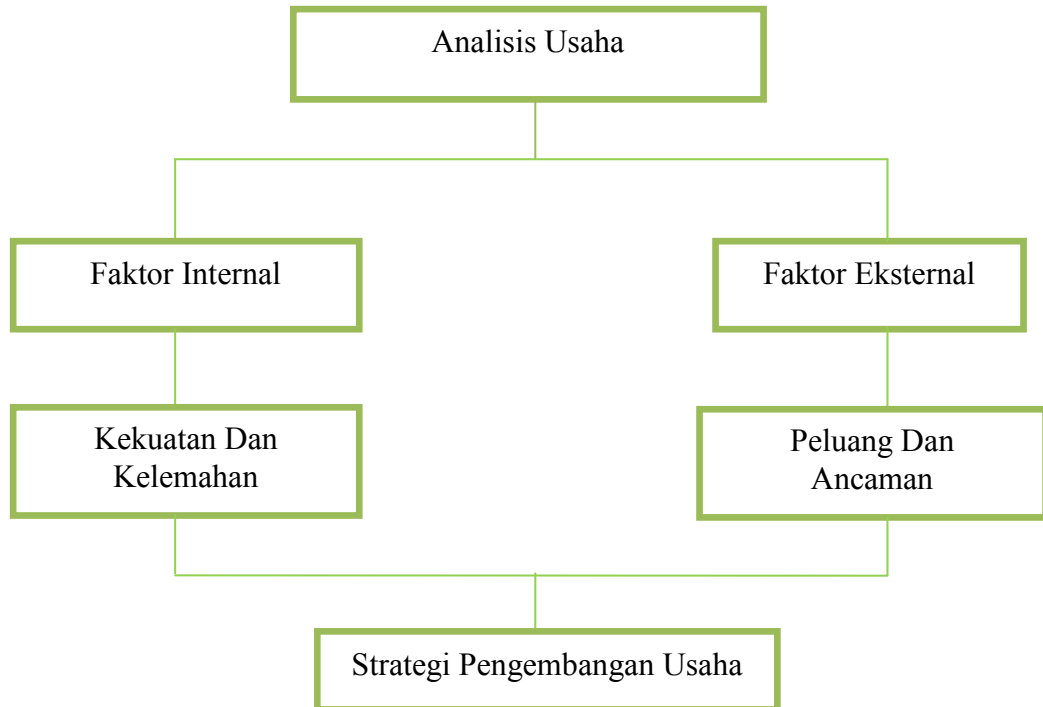 Analisis Usaha
Faktor Internal
Faktor Eksternal
Kekuatan Dan
Kelemahan
Peluang Dan
Ancaman
Strategi Pengembangan Usaha